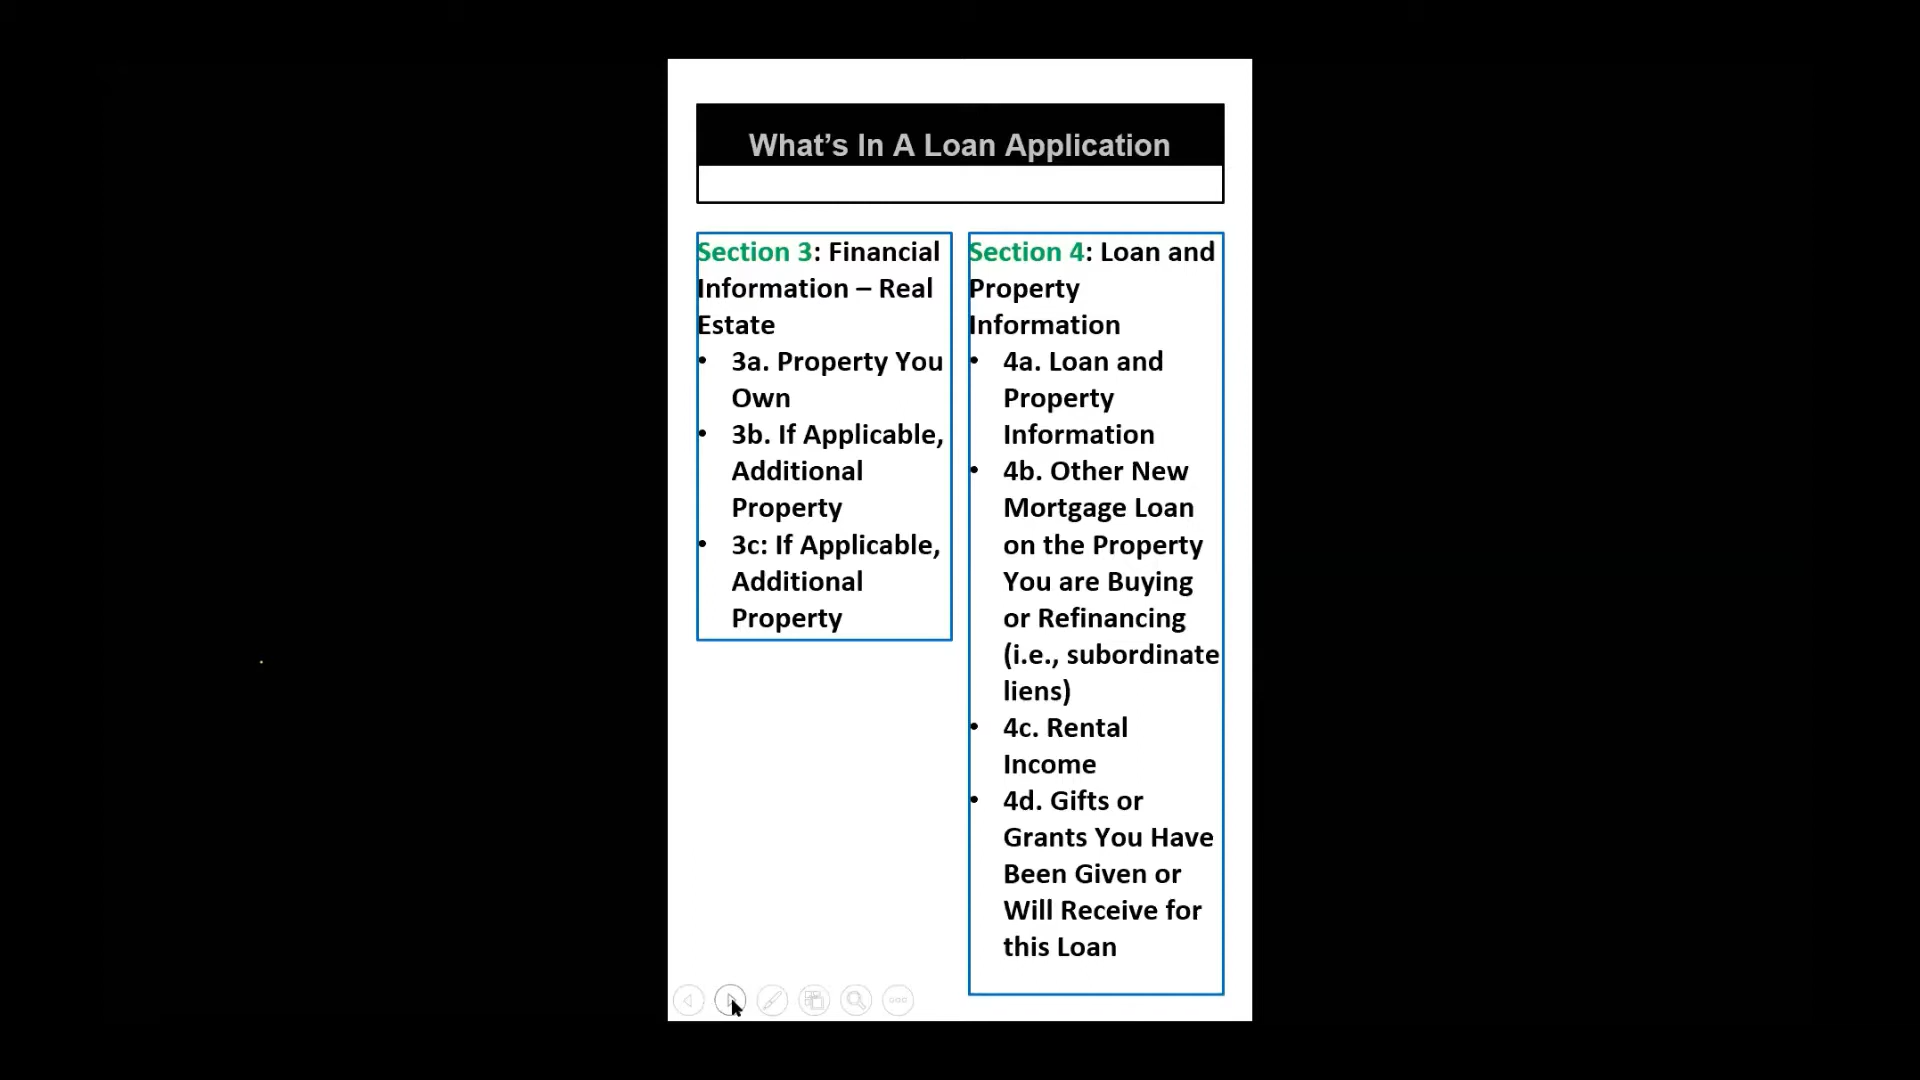 What’s In A Loan Application
Section 3: Financial
Information – Real
Estate
• 3a. Property You
Own
• 3b. If Applicable,
Additional
Property
• 3c: If Applicable,
Additional
Property
Section 4: Loan and
Property
Information
• 4a. Loan and
Property
Information
• 4b. Other New
Mortgage Loan
on the Property
You are Buying
or Refinancing
(i.e., subordinate
liens)
• 4c. Rental
Income
• 4d. Gifts or
Grants You Have
Been Given or
Will Receive for
this Loan